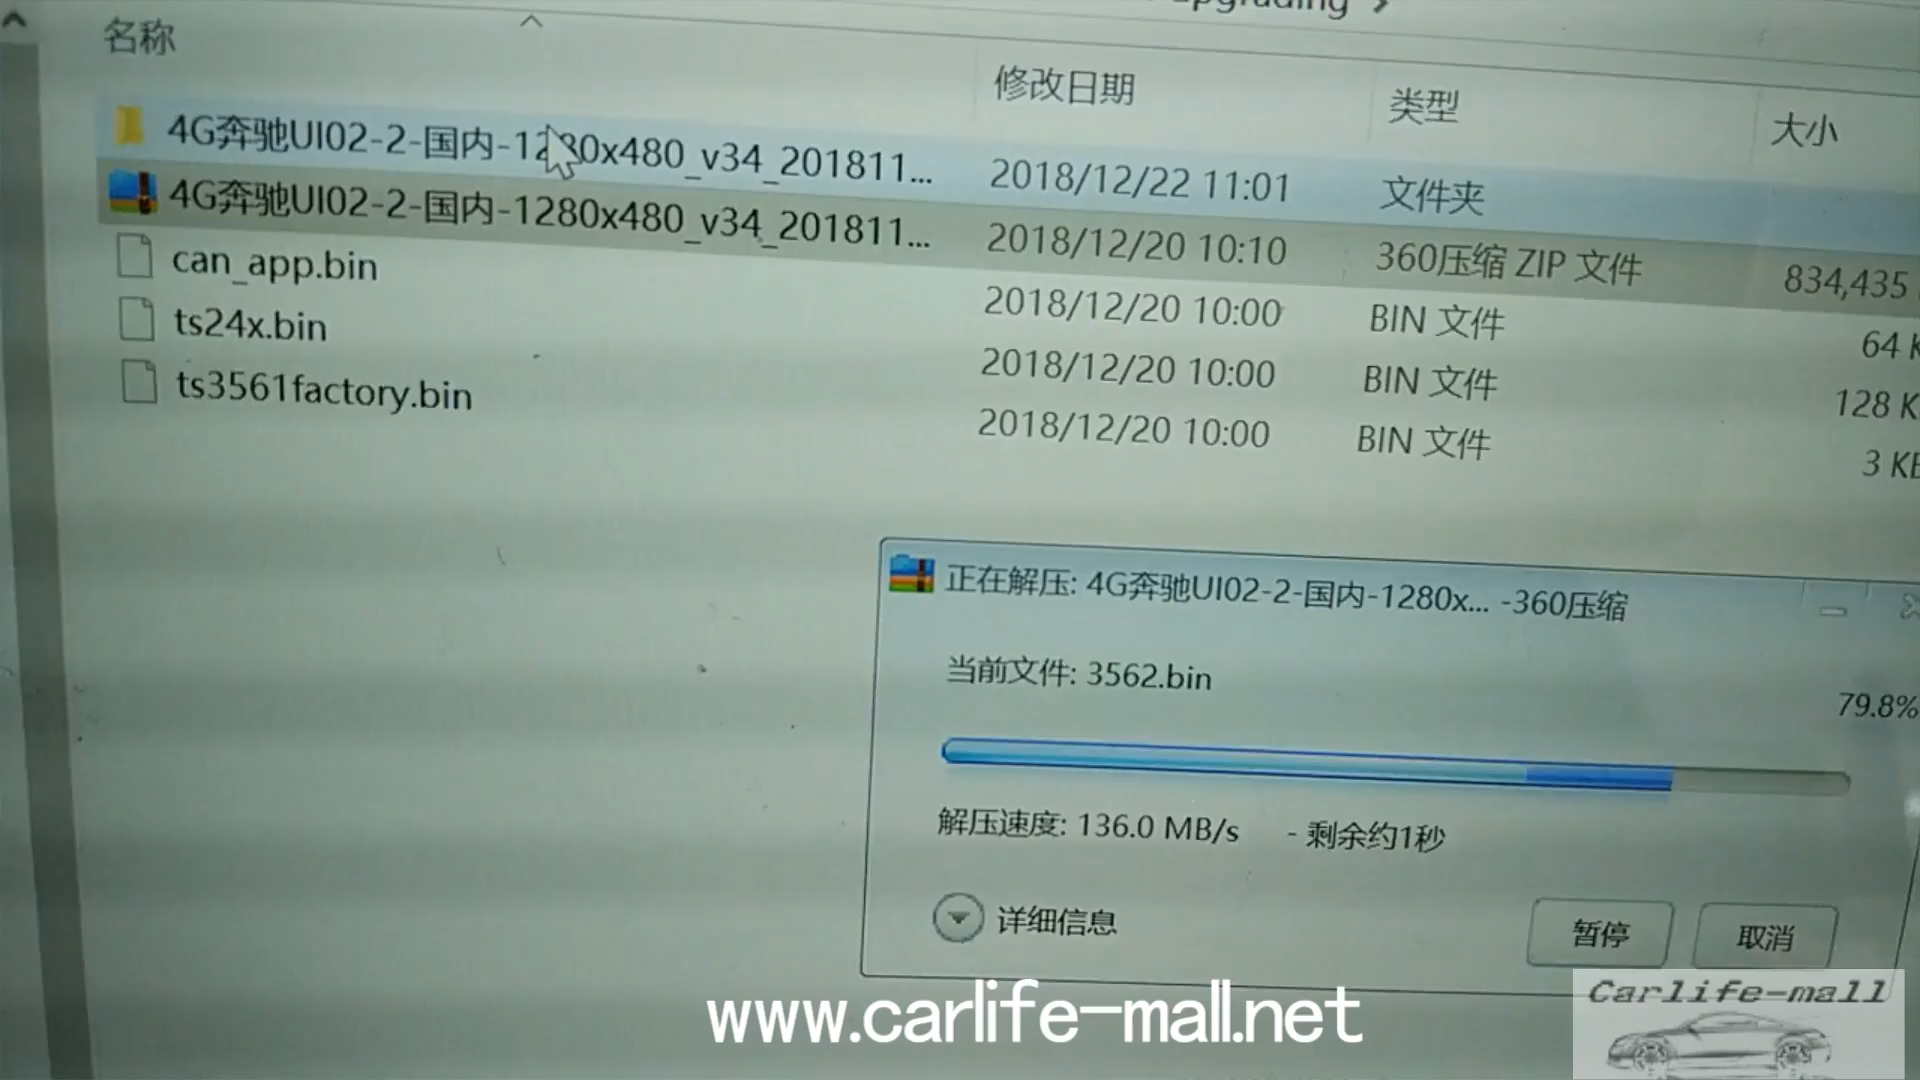 名称 修改日期 类型 大小
4G奔驰UI02-2-国内-1280x480_v34_201811... 2018/12/22 11:01 文件夹
4G奔驰UI02-2-国内-1280x480_v34_201811... 2018/12/20 10:10 360压缩 ZIP 文件 834,435
can_app.bin 2018/12/20 10:00 BIN 文件 64 K
ts24x.bin 2018/12/20 10:00 BIN 文件 128 K
ts3561factory.bin 2018/12/20 10:00 BIN 文件 3 KB
正在解压: 4G奔驰UI02-2-国内-1280x... -360压缩
当前文件: 3562.bin
79.8%
解压速度: 136.0 MB/s - 剩余约1秒
详细信息 暂停 取消
www.carlife-mall.net
Carlife-mall